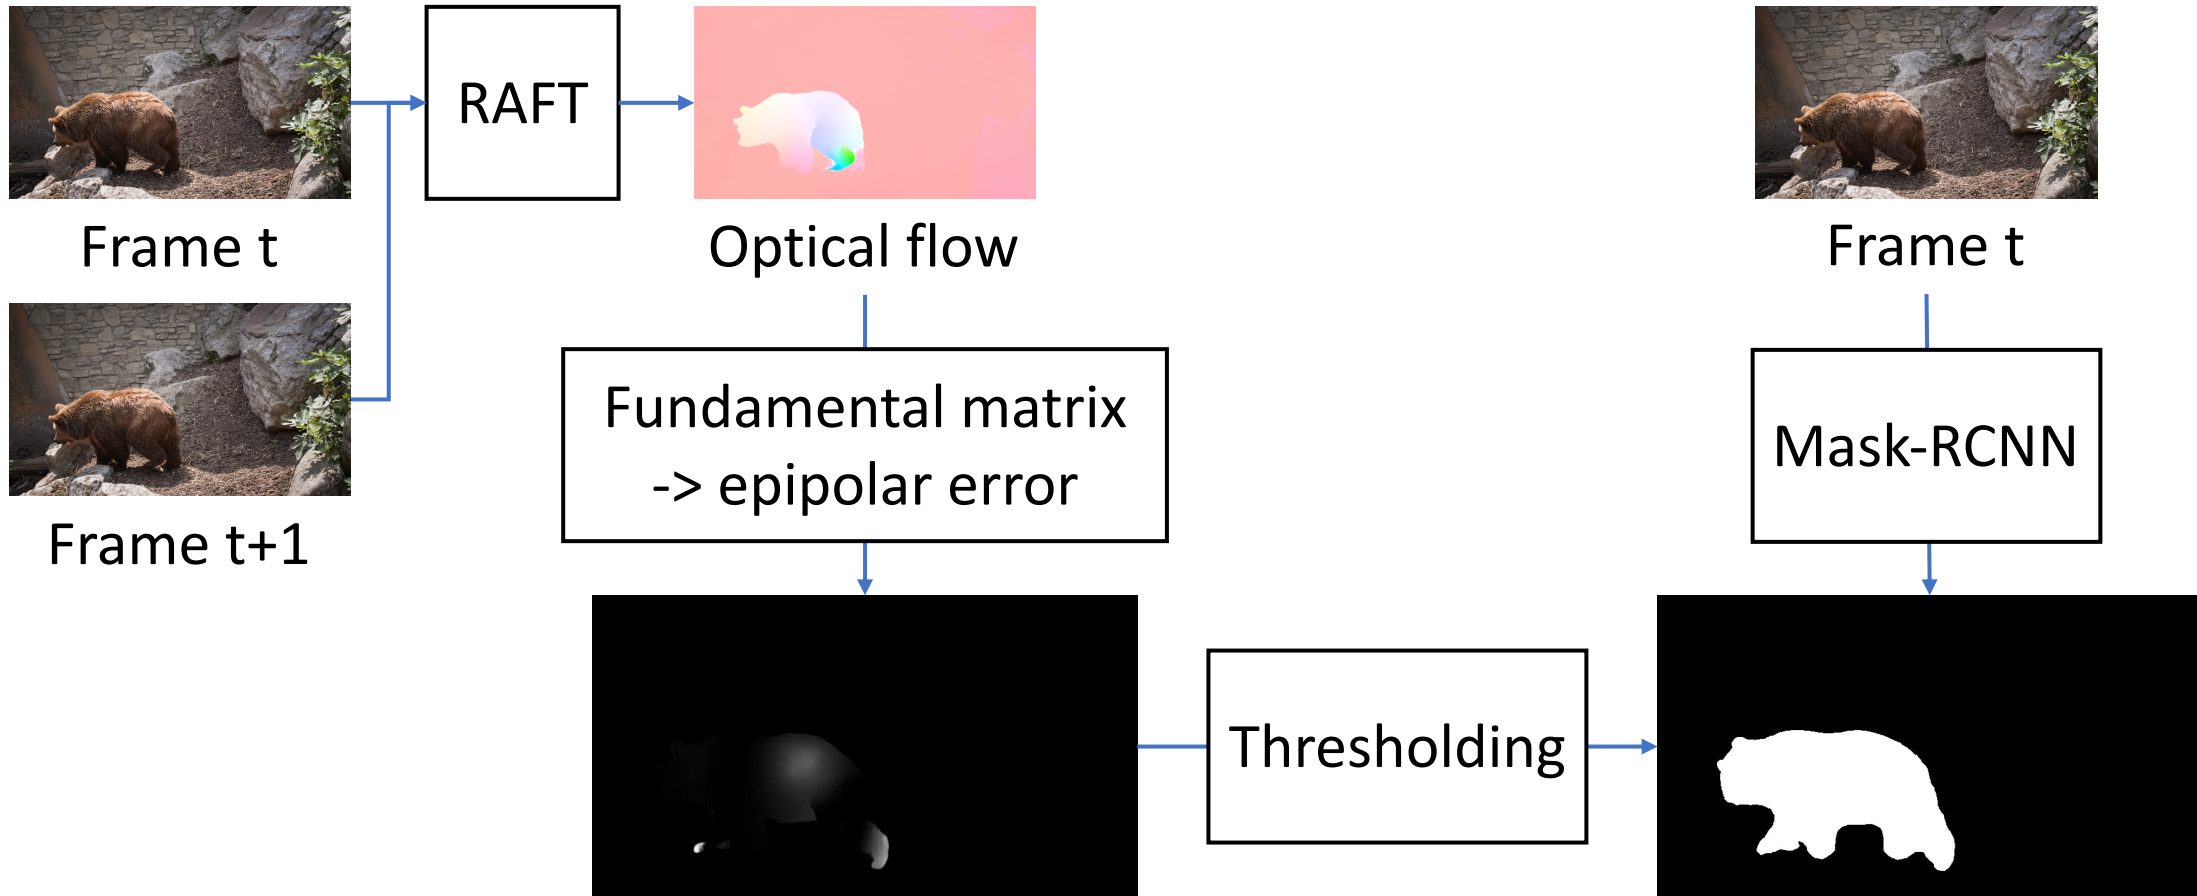 RAFT
Frame t
Optical flow
Frame t
Frame t+1
Fundamental matrix
-> epipolar error
Mask-RCNN
Thresholding